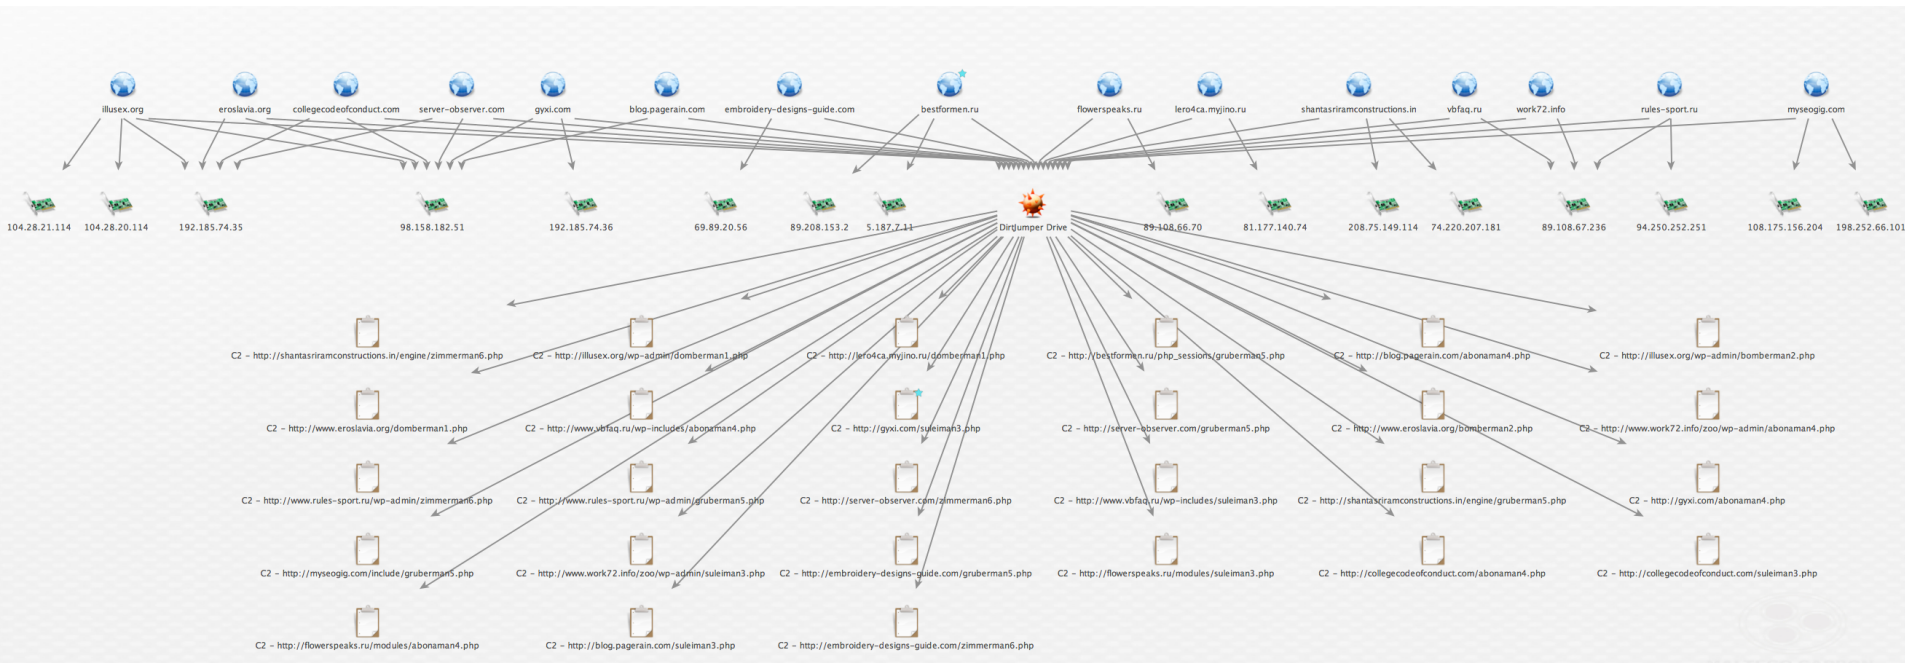 illusex.org
eroslavia.org
collegecodeofconduct.com
server-observer.com
gyxi.com
blog.pagerain.com
embroidery-designs-guide.com
bestformen.ru
flowerspeaks.ru
lero4ca.myjino.ru
shantasriramconstructions.in
vbfaq.ru
work72.info
rules-sport.ru
myseogig.com
104.28.21.114
104.28.20.114
192.185.74.35
98.158.182.51
192.185.74.36
69.89.20.56
89.208.153.2
5.187.7.11
DirtJumper Drive
89.108.66.70
81.177.140.74
208.75.149.114
74.220.207.181
89.108.67.236
94.250.252.251
108.175.156.204
198.252.66.101
C2 - http://shantasriramconstructions.in/engine/zimmerman6.php
C2 - http://illusex.org/wp-admin/domberman1.php
C2 - http://lero4ca.myjino.ru/domberman1.php
C2 - http://bestformen.ru/php_sessions/gruberman5.php
C2 - http://blog.pagerain.com/abonaman4.php
C2 - http://illusex.org/wp-admin/bomberman2.php
C2 - http://www.eroslavia.org/domberman1.php
C2 - http://www.vbfaq.ru/wp-includes/abonaman4.php
C2 - http://gyxi.com/suleiman3.php
C2 - http://server-observer.com/gruberman5.php
C2 - http://www.eroslavia.org/bomberman2.php
C2 - http://www.work72.info/zoo/wp-admin/abonaman4.php
C2 - http://www.rules-sport.ru/wp-admin/zimmerman6.php
C2 - http://www.rules-sport.ru/wp-admin/gruberman5.php
C2 - http://server-observer.com/zimmerman6.php
C2 - http://www.vbfaq.ru/wp-includes/suleiman3.php
C2 - http://shantasriramconstructions.in/engine/gruberman5.php
C2 - http://gyxi.com/abonaman4.php
C2 - http://myseogig.com/include/gruberman5.php
C2 - http://www.work72.info/zoo/wp-admin/suleiman3.php
C2 - http://embroidery-designs-guide.com/gruberman5.php
C2 - http://flowerspeaks.ru/modules/suleiman3.php
C2 - http://collegecodeofconduct.com/abonaman4.php
C2 - http://collegecodeofconduct.com/suleiman3.php
C2 - http://flowerspeaks.ru/modules/abonaman4.php
C2 - http://blog.pagerain.com/suleiman3.php
C2 - http://embroidery-designs-guide.com/zimmerman6.php